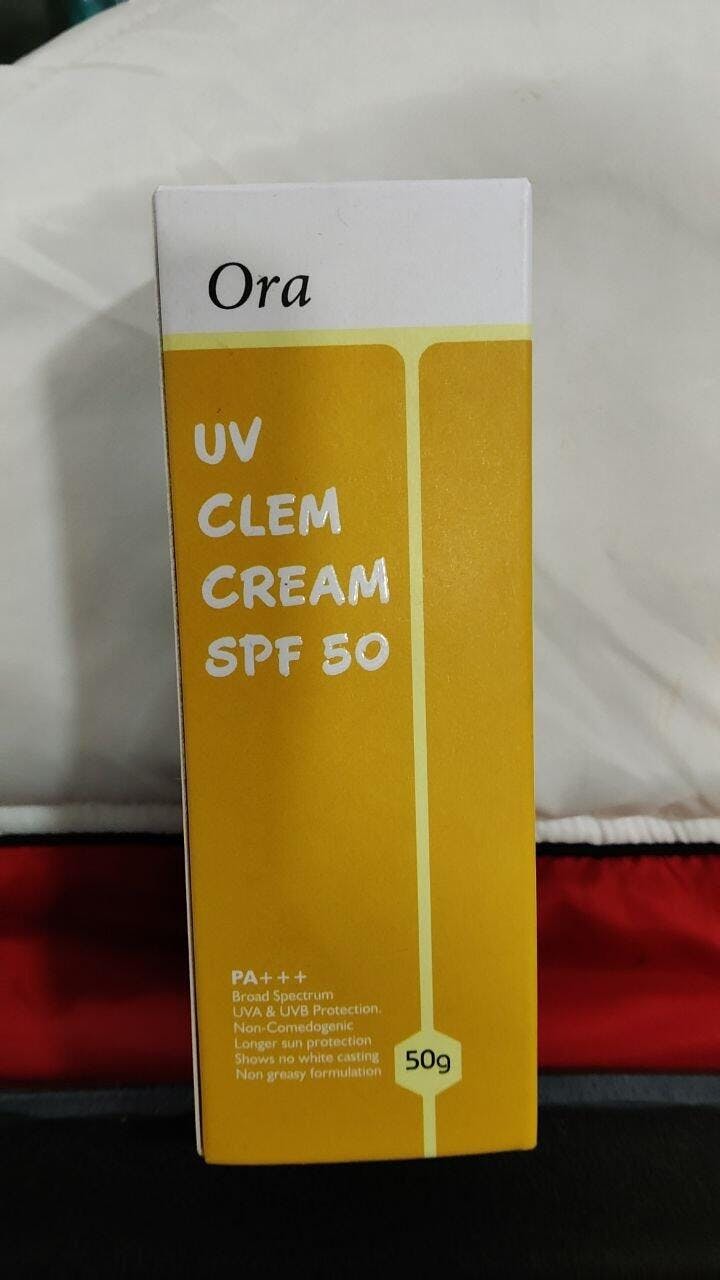 Ora
UV
CLEM
CREAM
SPF 50
PA+++
Broad Spectrum
UVA & UVB Protection.
Non-Comedogenic
Longer sun protection
Shows no white casting
Non greasy formulation
50g